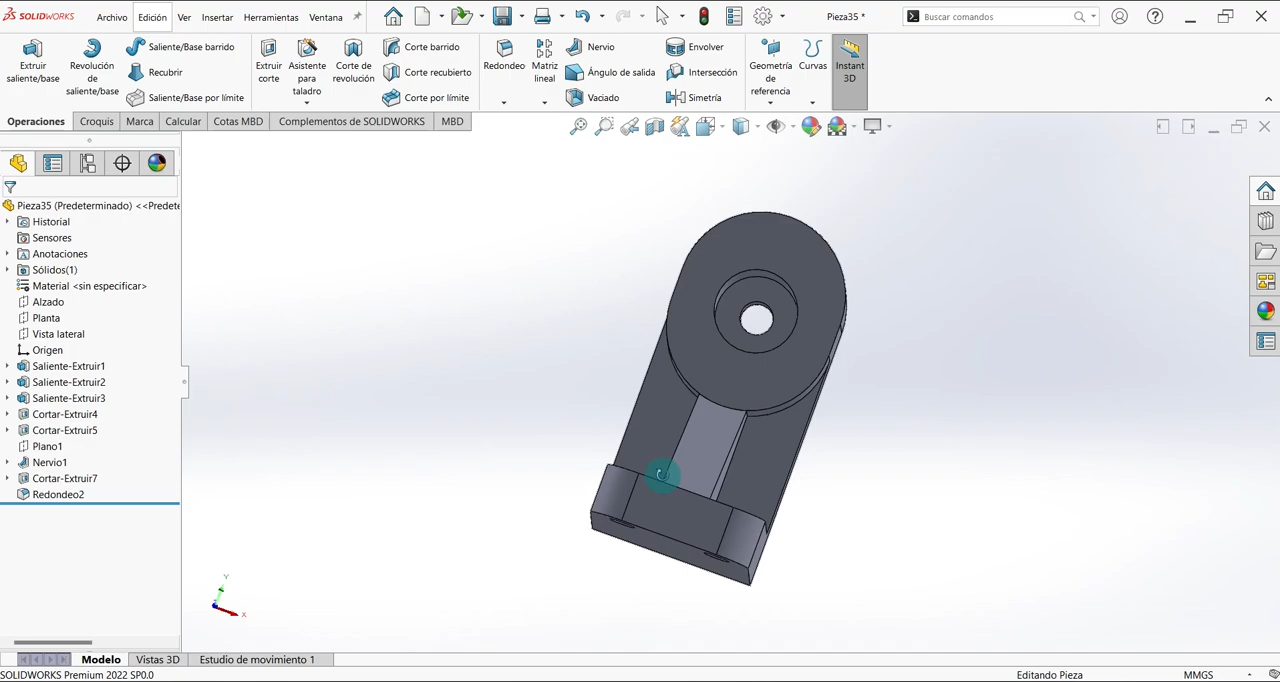 SOLIDWORKS Archivo Edición Ver Insertar Herramientas Ventana Pieza35 * Buscar comandos
Extruir saliente/base
Revolución de saliente/base
Saliente/Base barrido
Recubrir
Saliente/Base por límite
Extruir corte
Asistente para taladro
Corte de revolución
Corte barrido
Corte recubierto
Corte por límite
Redondeo
Matriz lineal
Nervio
Ángulo de salida
Vaciado
Envolver
Intersección
Simetría
Geometría de referencia
Curvas
Instant 3D
Operaciones Croquis Marca Calcular Cotas MBD Complementos de SOLIDWORKS MBD
Pieza35 (Predeterminado) <<Predete
Historial
Sensores
Anotaciones
Sólidos(1)
Material <sin especificar>
Alzado
Planta
Vista lateral
Origen
Saliente-Extruir1
Saliente-Extruir2
Saliente-Extruir3
Cortar-Extruir4
Cortar-Extruir5
Plano1
Nervio1
Cortar-Extruir7
Redondeo2
Y
X
Modelo Vistas 3D Estudio de movimiento 1
SOLIDWORKS Premium 2022 SP0.0 Editando Pieza MMGS